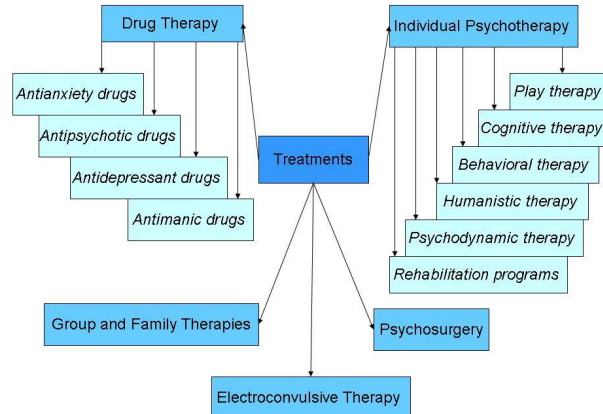 Drug Therapy
Individual Psychotherapy
Antianxiety drugs
Antipsychotic drugs
Antidepressant drugs
Antimanic drugs
Treatments
Play therapy
Cognitive therapy
Behavioral therapy
Humanistic therapy
Psychodynamic therapy
Rehabilitation programs
Group and Family Therapies
Psychosurgery
Electroconvulsive Therapy